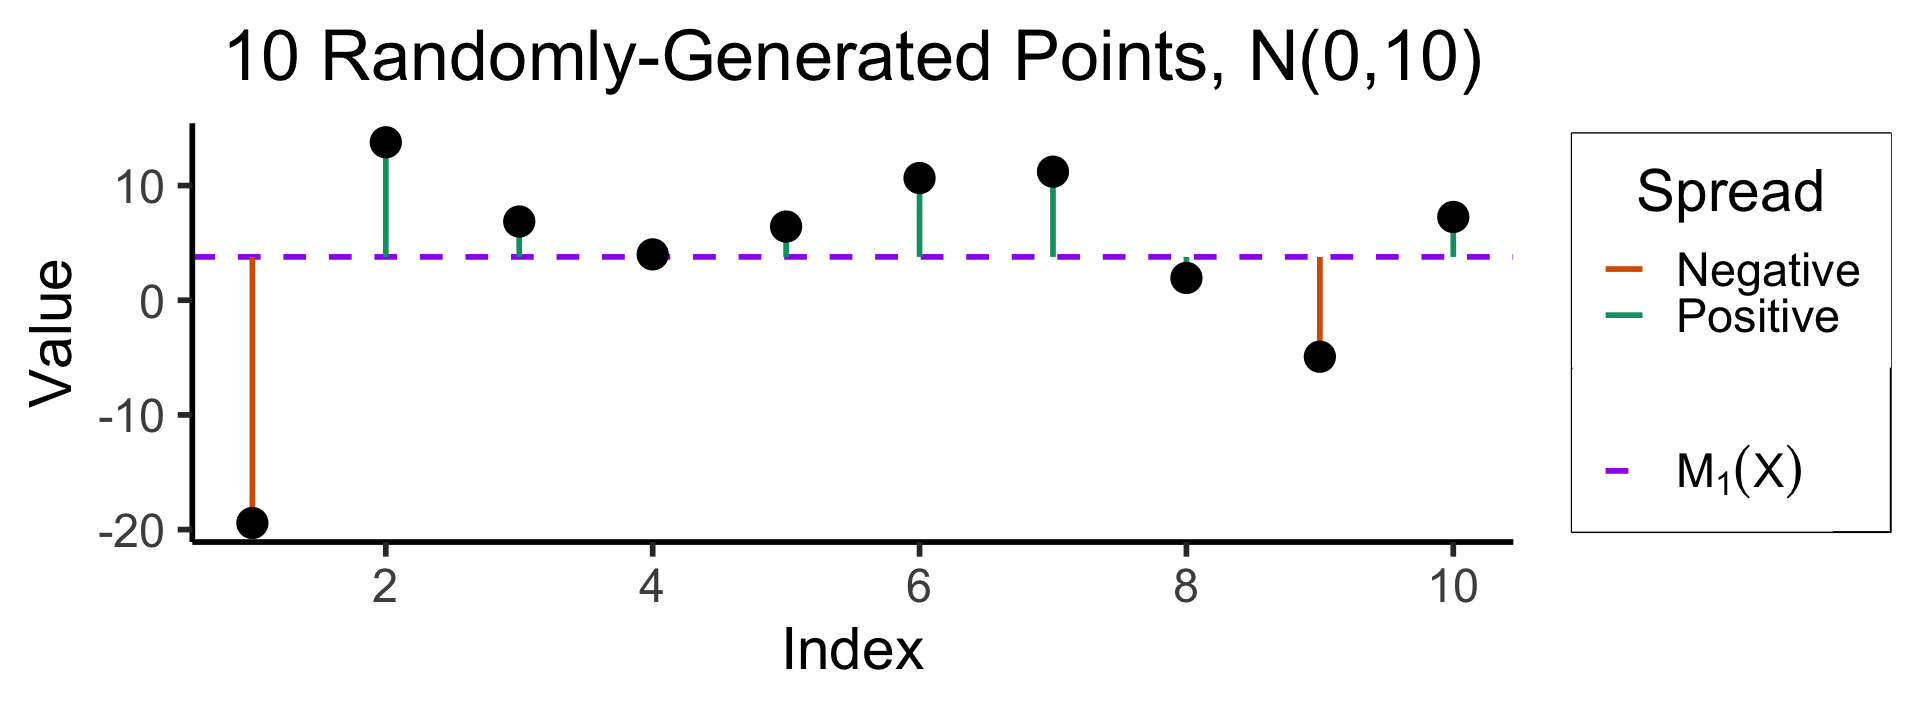 10 Randomly-Generated Points, N(0,10)
Value
10
0
-10
-20
2 4 6 8 10
Index
Spread
Negative
Positive
M₁(X)